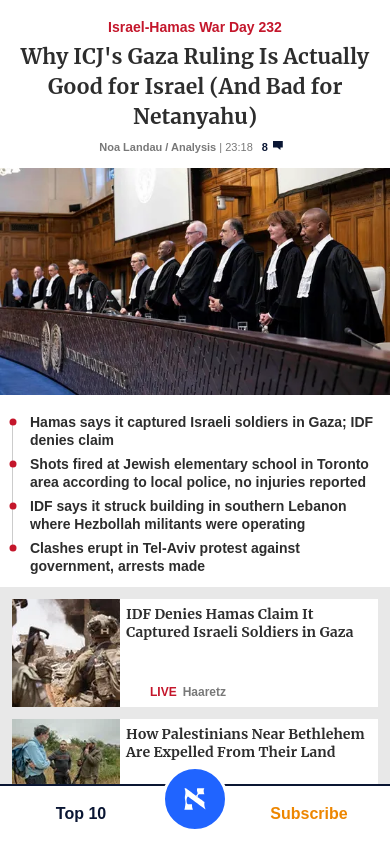 Israel-Hamas War Day 232
Why ICJ's Gaza Ruling Is Actually
Good for Israel (And Bad for
Netanyahu)
Noa Landau / Analysis | 23:18 8
Hamas says it captured Israeli soldiers in Gaza; IDF
denies claim
Shots fired at Jewish elementary school in Toronto
area according to local police, no injuries reported
IDF says it struck building in southern Lebanon
where Hezbollah militants were operating
Clashes erupt in Tel-Aviv protest against
government, arrests made
IDF Denies Hamas Claim It
Captured Israeli Soldiers in Gaza
LIVE Haaretz
How Palestinians Near Bethlehem
Are Expelled From Their Land
Top 10
א
Subscribe